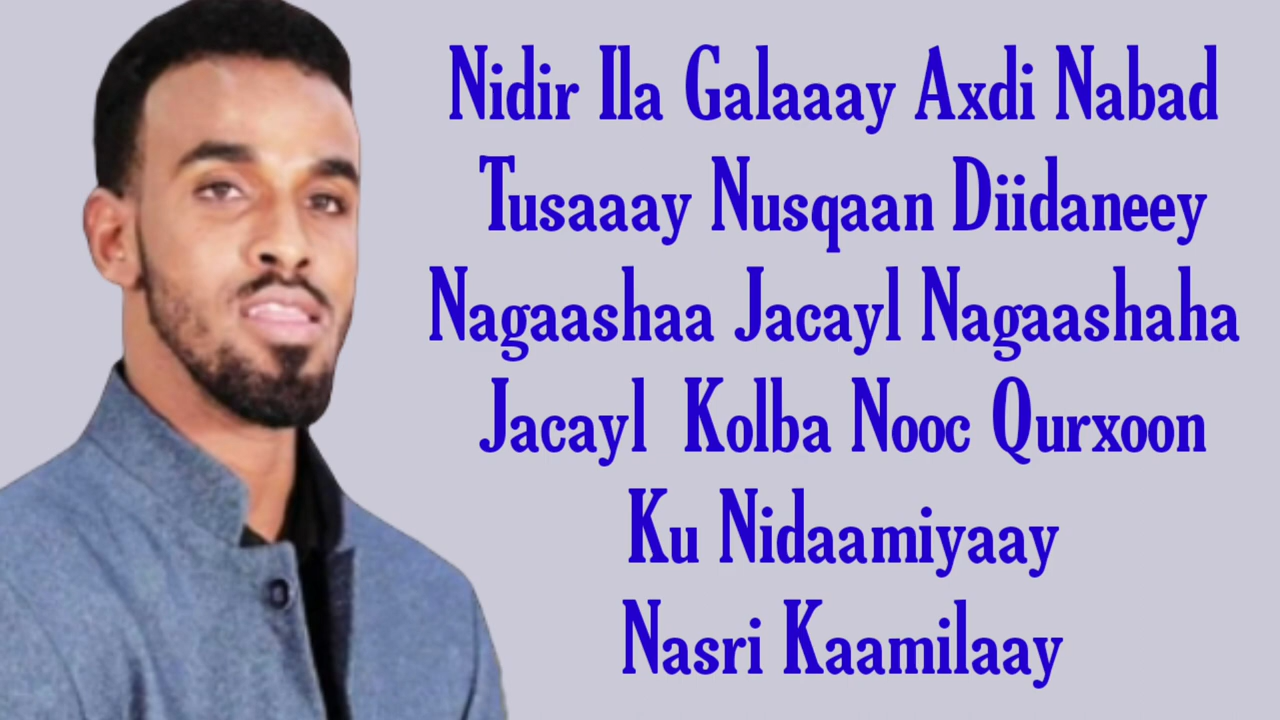 Nidir Ila Galaaay Axdi Nabad
Tusaaay Nusqaan Diidaneey
Nagaashaa Jacayl Nagaashaha
Jacayl Kolba Nooc Qurxoon
Ku Nidaamiyaay
Nasri Kaamilaay